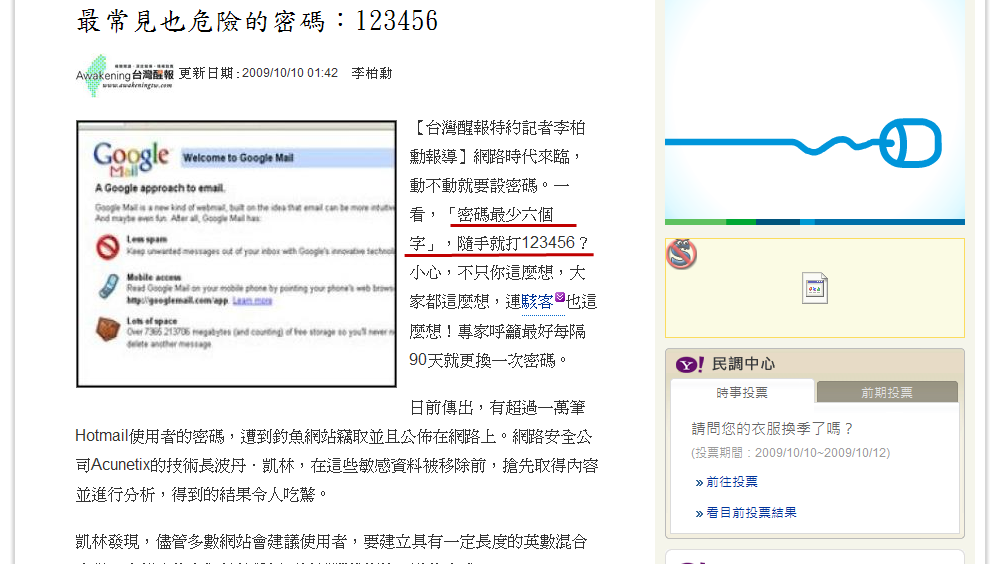 最常見也危險的密碼：123456
Awakening台灣醒報
www.awakeningtw.com
更新日期:2009/10/10 01:42 李柏勳
Google
Mail
Welcome to Google Mail
A Google approach to email.
Google Mail is a new kind of webmail, built on the idea that email can be more intuitive
And maybe even fun. After all, Google Mail has:
Less spam
Keep unwanted messages out of your inbox with Google's innovative technol
Mobile access
Read Google Mail on your mobile phone by pointing your phone's web brows
http://googlemail.com/app. Learn more
Lots of space
Over 7365.213706 megabytes (and counting) of free storage so you'll never n
delete another message
【台灣醒報特約記者李柏
勳報導】網路時代來臨，
動不動就要設密碼。一
看，「密碼最少六個
字」，隨手就打123456？
小心，不只你這麼想，大
家都這麼想，連駭客也這
麼想！專家呼籲最好每隔
90天就更換一次密碼。
日前傳出，有超過一萬筆
Hotmail使用者的密碼，遭到釣魚網站竊取並且公佈在網路上。網路安全公
司Acunetix的技術長波丹．凱林，在這些敏感資料被移除前，搶先取得內容
並進行分析，得到的結果令人吃驚。
凱林發現，儘管多數網站會建議使用者，要建立具有一定長度的英數混合
Y! 民調中心
時事投票
前期投票
請問您的衣服換季了嗎？
(投票期間：2009/10/10~2009/10/12)
» 前往投票
» 看目前投票結果